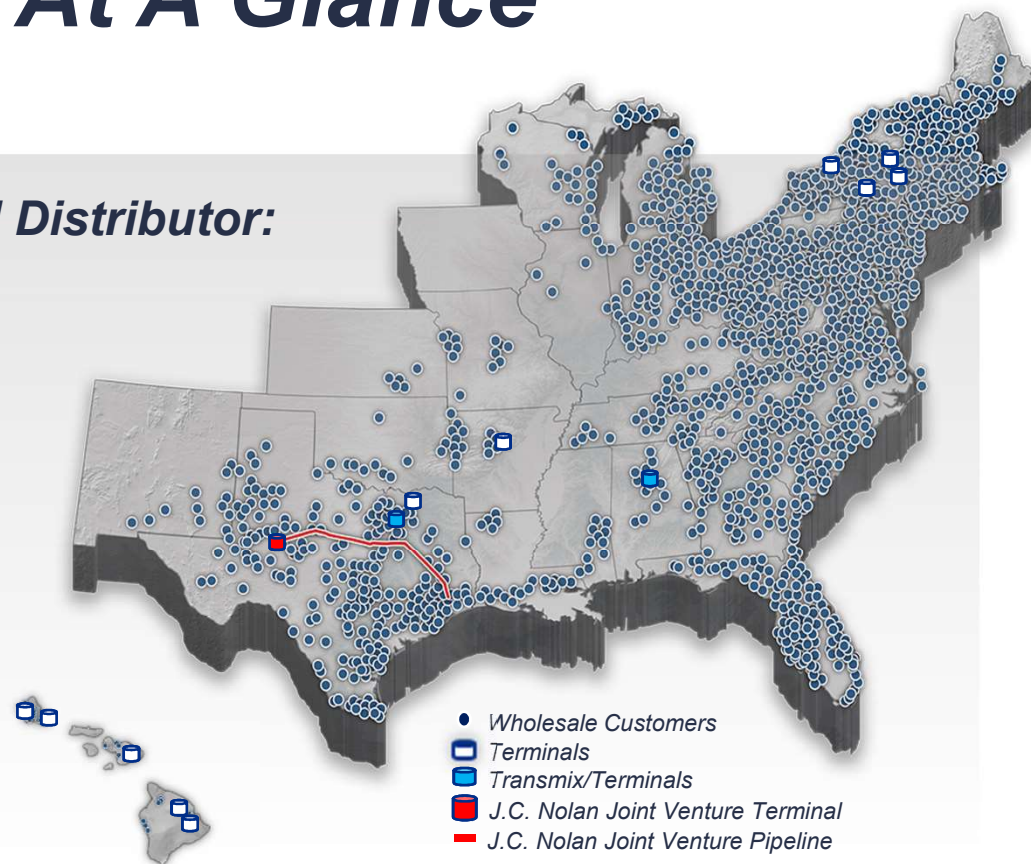 At A Glance
Distributor:
Wholesale Customers
Terminals
Transmix/Terminals
J.C. Nolan Joint Venture Terminal
J.C. Nolan Joint Venture Pipeline